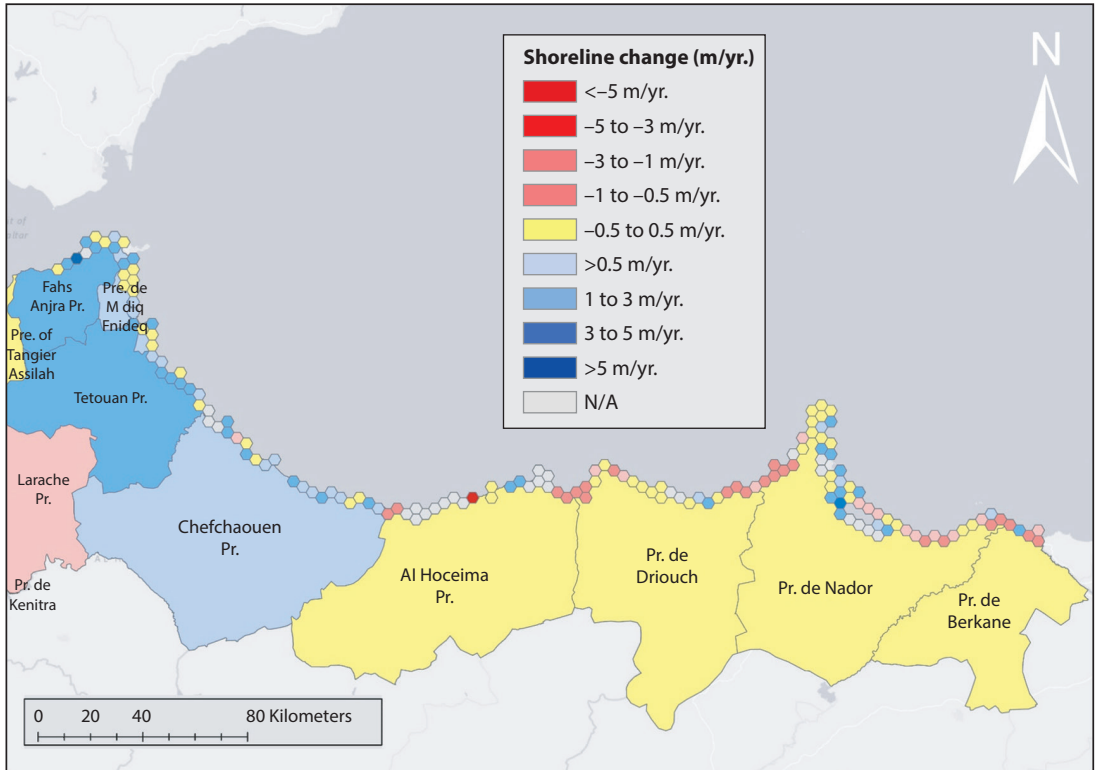 Shoreline change (m/yr.)
<–5 m/yr.
–5 to –3 m/yr.
–3 to –1 m/yr.
–1 to –0.5 m/yr.
–0.5 to 0.5 m/yr.
>0.5 m/yr.
1 to 3 m/yr.
3 to 5 m/yr.
>5 m/yr.
N/A
N
Fahs
Anjra Pr.
Pre. de
M diq
Fnideq
Pre. of
Tangier
Assilah
Tetouan Pr.
Larache
Pr.
Chefchaouen
Pr.
Al Hoceima
Pr.
Pr. de
Driouch
Pr. de Nador
Pr. de
Berkane
Pr. de
Kenitra
0 20 40 80 Kilometers